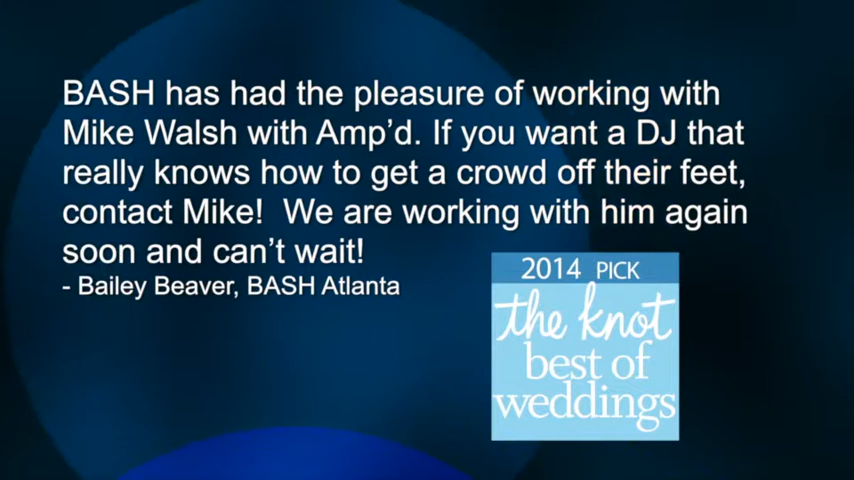 BASH has had the pleasure of working with
Mike Walsh with Amp’d. If you want a DJ that
really knows how to get a crowd off their feet,
contact Mike!  We are working with him again
soon and can’t wait!
- Bailey Beaver, BASH Atlanta
2014 PICK
the knot
best of
weddings